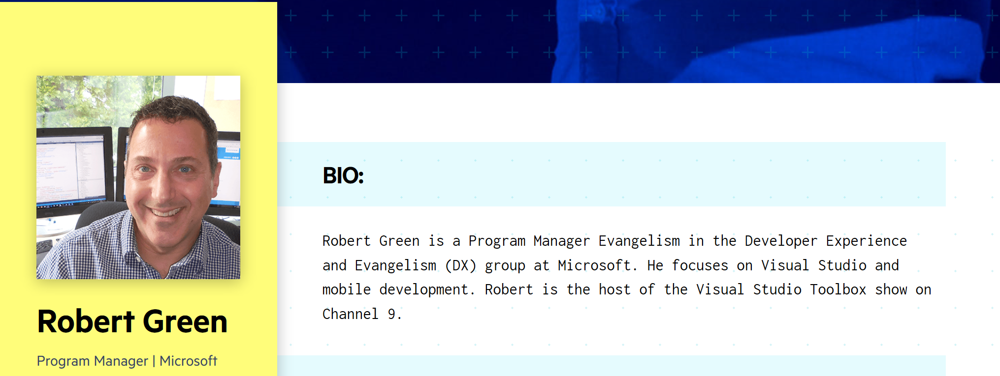 Robert Green
Program Manager | Microsoft
BIO:
Robert Green is a Program Manager Evangelism in the Developer Experience
and Evangelism (DX) group at Microsoft. He focuses on Visual Studio and
mobile development. Robert is the host of the Visual Studio Toolbox show on
Channel 9.